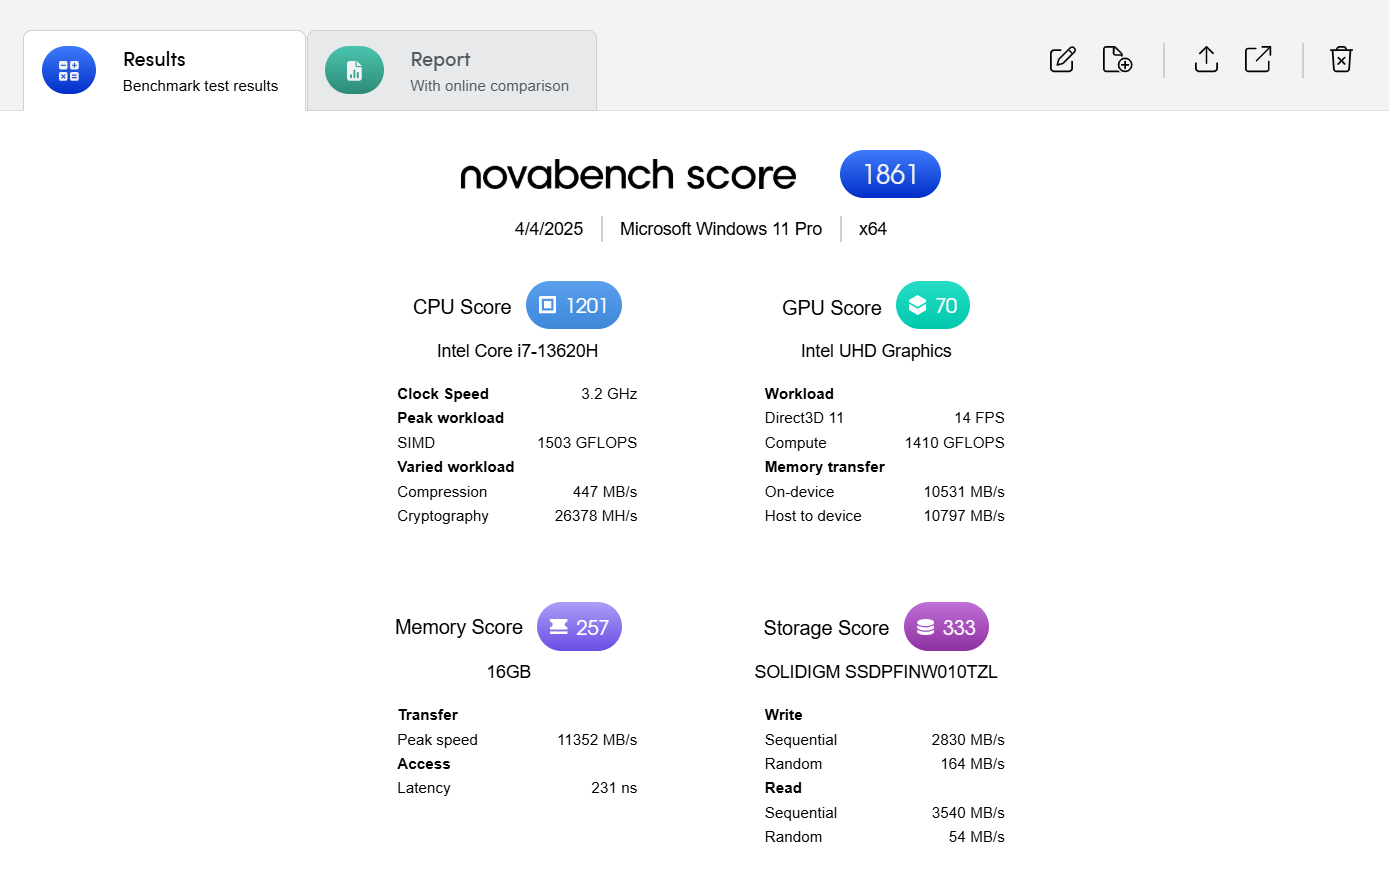 Results
Benchmark test results
Report
With online comparison
novabench score 1861
4/4/2025 Microsoft Windows 11 Pro x64
CPU Score 1201
Intel Core i7-13620H
Clock Speed 3.2 GHz
Peak workload
SIMD 1503 GFLOPS
Varied workload
Compression 447 MB/s
Cryptography 26378 MH/s
GPU Score 70
Intel UHD Graphics
Workload
Direct3D 11 14 FPS
Compute 1410 GFLOPS
Memory transfer
On-device 10531 MB/s
Host to device 10797 MB/s
Memory Score 257
16GB
Transfer
Peak speed 11352 MB/s
Access
Latency 231 ns
Storage Score 333
SOLIDIGM SSDPFINW010TZL
Write
Sequential 2830 MB/s
Random 164 MB/s
Read
Sequential 3540 MB/s
Random 54 MB/s